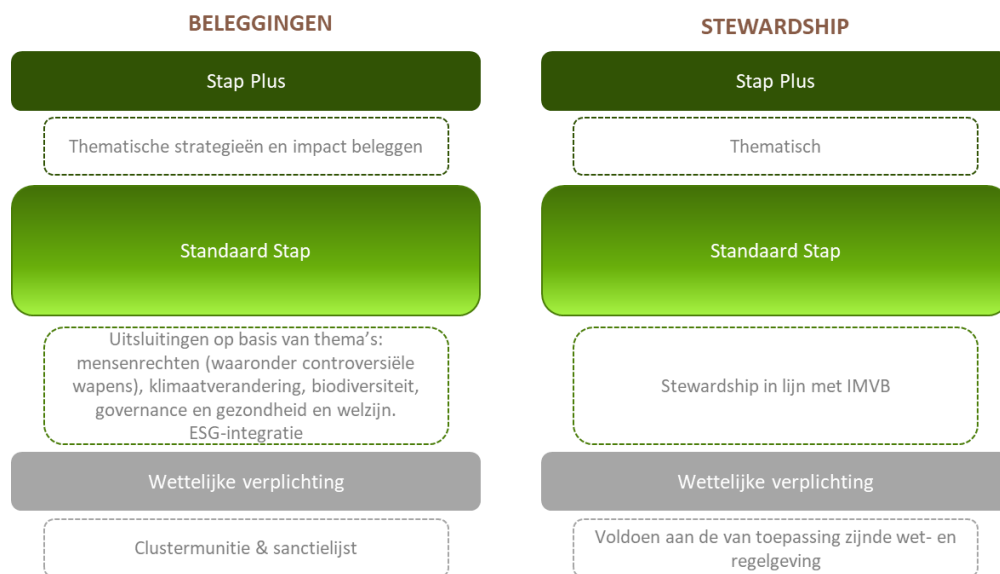 BELEGGINGEN
Stap Plus
Thematische strategieën en impact beleggen
Standaard Stap
Uitsluitingen op basis van thema’s:
mensenrechten (waaronder controversiële
wapens), klimaatverandering, biodiversiteit,
governance en gezondheid en welzijn.
ESG-integratie
Wettelijke verplichting
Clustermunitie & sanctielijst
STEWARDSHIP
Stap Plus
Thematisch
Standaard Stap
Stewardship in lijn met IMVB
Wettelijke verplichting
Voldoen aan de van toepassing zijnde wet- en
regelgeving